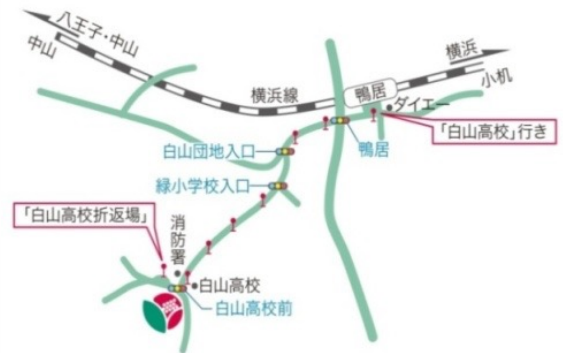 八王子・中山
中山
横浜
小机
横浜線
鴨居
ダイエー
「白山高校」行き
鴨居
白山団地入口
緑小学校入口
「白山高校折返場」
消防署
白山高校
白山高校前